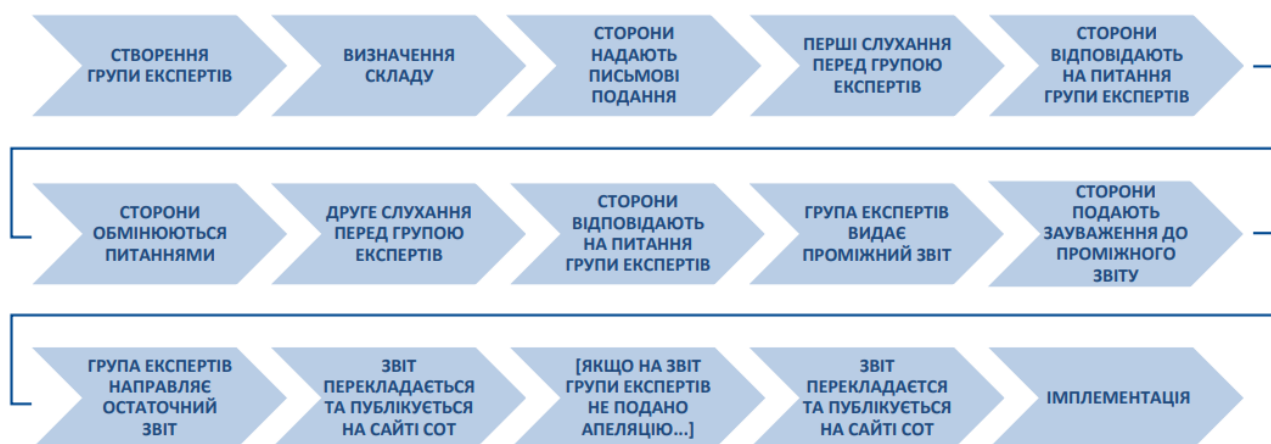 СТВОРЕННЯ
ГРУПИ ЕКСПЕРТІВ
ВИЗНАЧЕННЯ
СКЛАДУ
СТОРОНИ
НАДАЮТЬ
ПИСЬМОВІ
ПОДАННЯ
ПЕРШІ СЛУХАННЯ
ПЕРЕД ГРУПОЮ
ЕКСПЕРТІВ
СТОРОНИ
ВІДПОВІДАЮТЬ
НА ПИТАННЯ
ГРУПИ ЕКСПЕРТІВ
СТОРОНИ
ОБМІНЮЮТЬСЯ
ПИТАННЯМИ
ДРУГЕ СЛУХАННЯ
ПЕРЕД ГРУПОЮ
ЕКСПЕРТІВ
СТОРОНИ
ВІДПОВІДАЮТЬ
НА ПИТАННЯ
ГРУПИ ЕКСПЕРТІВ
ГРУПА ЕКСПЕРТІВ
ВИДАЄ
ПРОМІЖНИЙ ЗВІТ
СТОРОНИ
ПОДАЮТЬ
ЗАУВАЖЕННЯ ДО
ПРОМІЖНОГО
ЗВІТУ
ГРУПА ЕКСПЕРТІВ
НАПРАВЛЯЄ
ОСТАТОЧНИЙ
ЗВІТ
ЗВІТ
ПЕРЕКЛАДАЄТЬСЯ
ТА ПУБЛІКУЄТЬСЯ
НА САЙТІ СОТ
[ЯКЩО НА ЗВІТ
ГРУПИ ЕКСПЕРТІВ
НЕ ПОДАНО
АПЕЛЯЦІЮ...]
ЗВІТ
ПЕРЕКЛАДАЄТСЯ
ТА ПУБЛІКУЄТЬСЯ
НА САЙТІ СОТ
ІМПЛЕМЕНТАЦІЯ